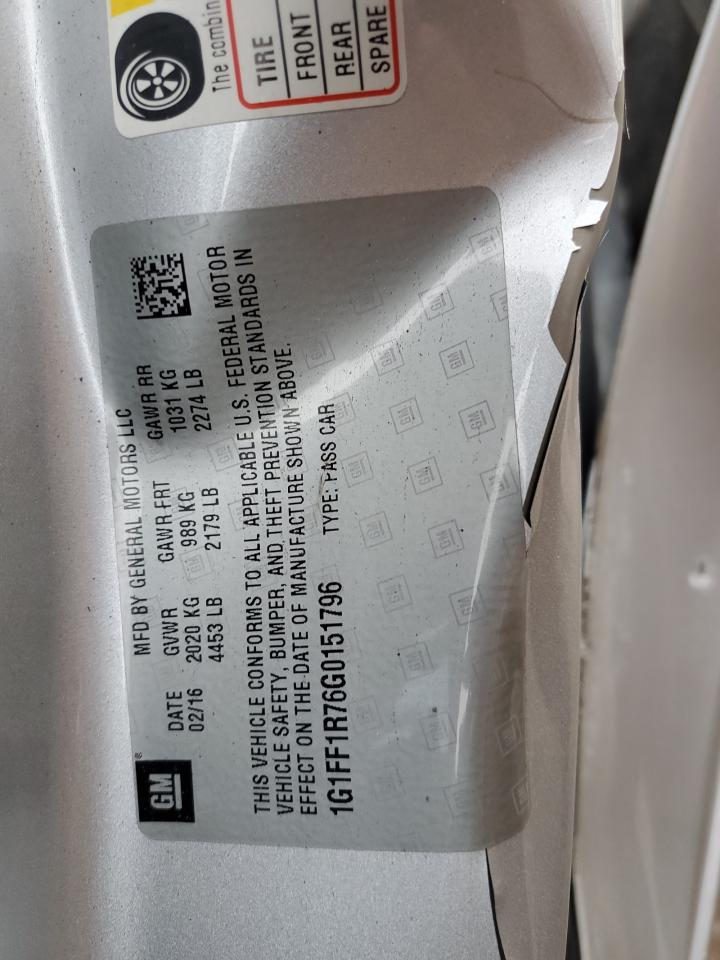 The combin
TIRE
FRONT
REAR
SPARE
GM®
MFD BY GENERAL MOTORS LLC
DATE GVWR GAWR FRT GAWR RR
02/16 2020 KG 989 KG 1031 KG
4453 LB 2179 LB 2274 LB
THIS VEHICLE CONFORMS TO ALL APPLICABLE U.S. FEDERAL MOTOR
VEHICLE SAFETY, BUMPER, AND THEFT PREVENTION STANDARDS IN
EFFECT ON THE DATE OF MANUFACTURE SHOWN ABOVE.
1G1FF1R76G0151796 TYPE: PASS CAR